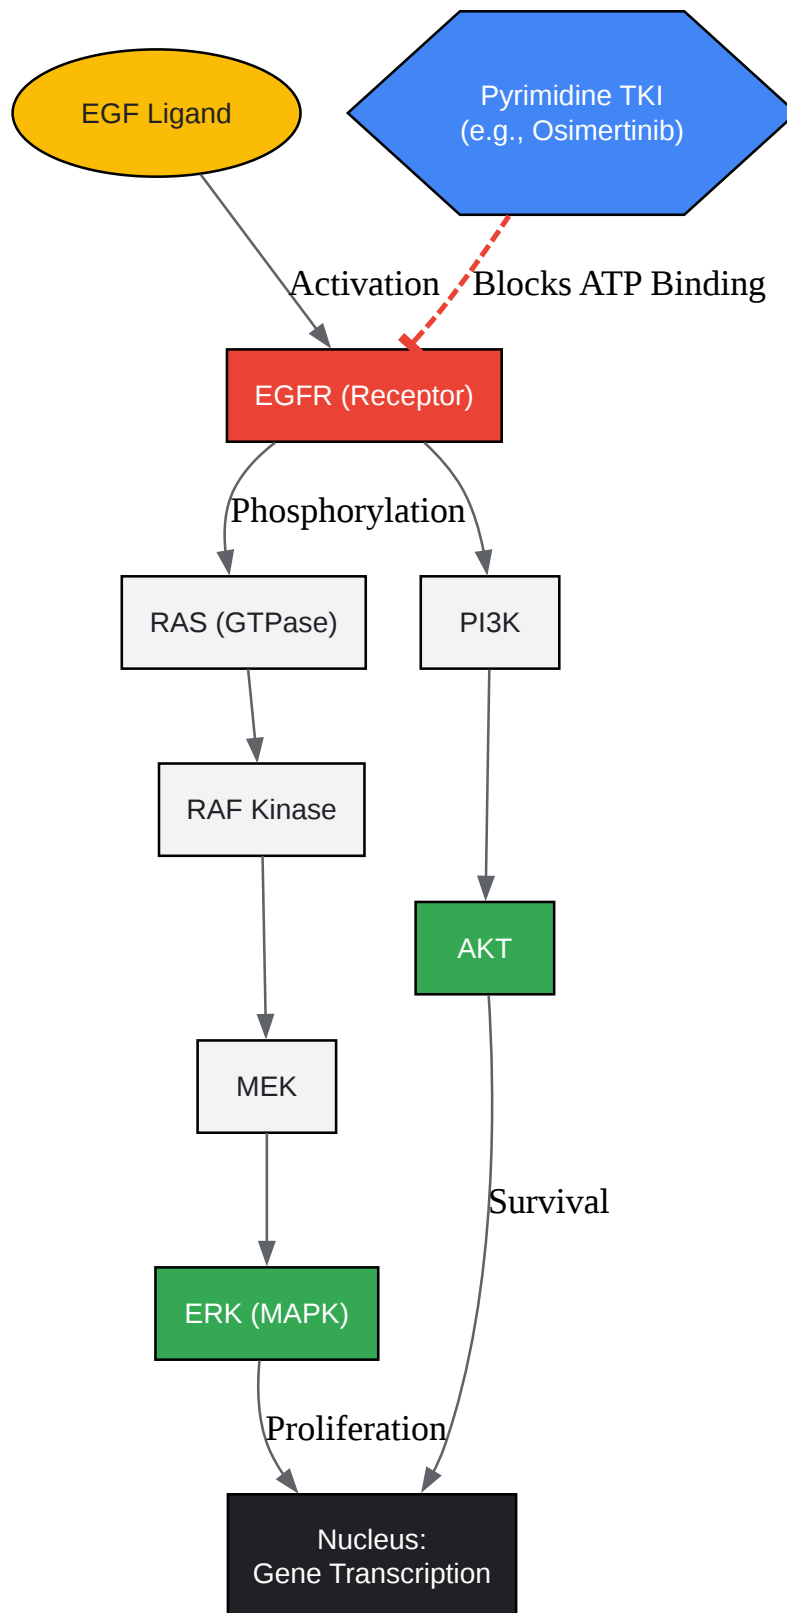 EGF Ligand
Pyrimidine TKI
(e.g., Osimertinib)
Activation
Blocks ATP Binding
EGFR (Receptor)
Phosphorylation
RAS (GTPase)
PI3K
RAF Kinase
AKT
MEK
Survival
ERK (MAPK)
Proliferation
Nucleus:
Gene Transcription